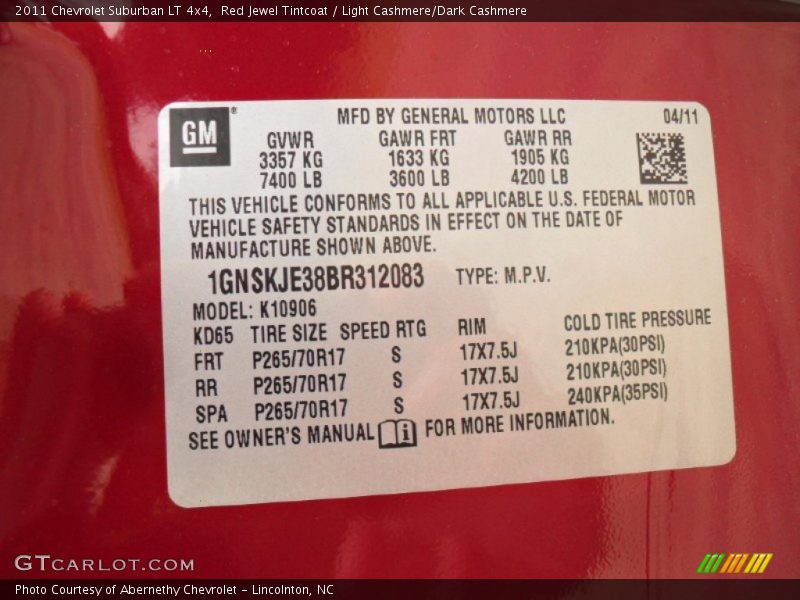 2011 Chevrolet Suburban LT 4x4,  Red Jewel Tintcoat / Light Cashmere/Dark Cashmere
GM®
MFD BY GENERAL MOTORS LLC 04/11
GVWR GAWR FRT GAWR RR
3357 KG 1633 KG 1905 KG
7400 LB 3600 LB 4200 LB
THIS VEHICLE CONFORMS TO ALL APPLICABLE U.S. FEDERAL MOTOR
VEHICLE SAFETY STANDARDS IN EFFECT ON THE DATE OF
MANUFACTURE SHOWN ABOVE.
1GNSKJE38BR312083 TYPE: M.P.V.
MODEL: K10906
KD65 TIRE SIZE SPEED RTG RIM COLD TIRE PRESSURE
FRT P265/70R17 S 17X7.5J 210KPA(30PSI)
RR P265/70R17 S 17X7.5J 210KPA(30PSI)
SPA P265/70R17 S 17X7.5J 240KPA(35PSI)
SEE OWNER'S MANUAL i FOR MORE INFORMATION.
GTCARLOT.COM
Photo Courtesy of Abernethy Chevrolet – Lincolnton, NC